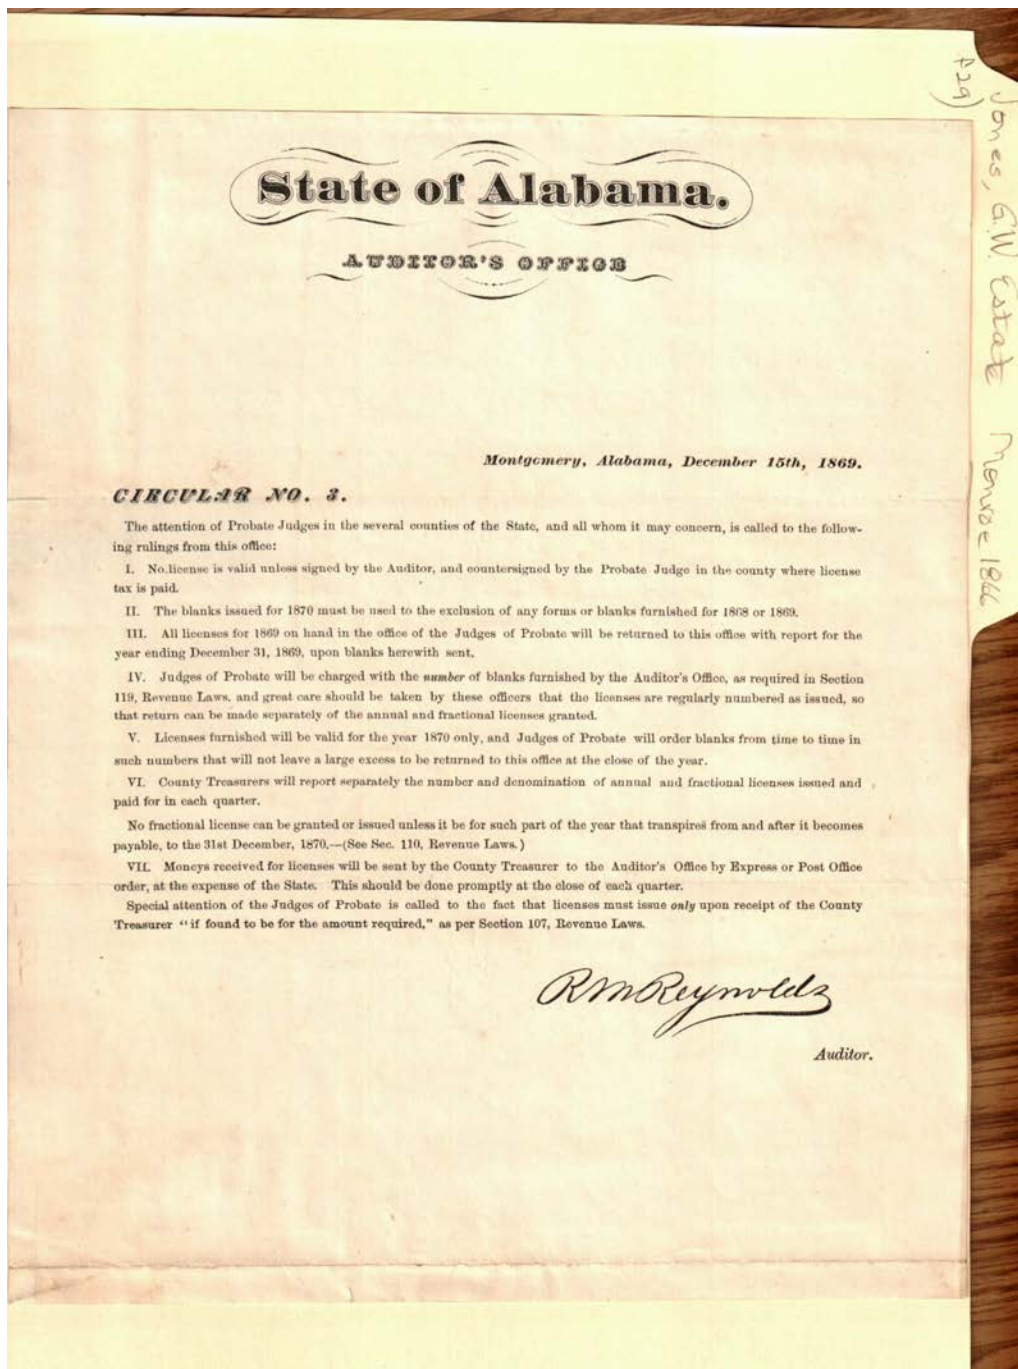 State of Alabama.
AUDITOR'S OFFICE
Montgomery, Alabama, December 15th, 1869.
CIRCULAR NO. 3.
The attention of Probate Judges in the several counties of the State, and all whom it may concern, is called to the follow-
ing rulings from this office:
I. No license is valid unless signed by the Auditor, and countersigned by the Probate Judge in the county where license
tax is paid.
II. The blanks issued for 1870 must be used to the exclusion of any forms or blanks furnished for 1868 or 1869.
III. All licenses for 1869 on hand in the office of the Judges of Probate will be returned to this office with report for the
year ending December 31, 1869, upon blanks herewith sent.
IV. Judges of Probate will be charged with the number of blanks furnished by the Auditor's Office, as required in Section
119, Revenue Laws, and great care should be taken by these officers that the licenses are regularly numbered as issued, so
that return can be made separately of the annual and fractional licenses granted.
V. Licenses furnished will be valid for the year 1870 only, and Judges of Probate will order blanks from time to time in
such numbers that will not leave a large excess to be returned to this office at the close of the year.
VI. County Treasurers will report separately the number and denomination of annual and fractional licenses issued and
paid for in each quarter.
No fractional license can be granted or issued unless it be for such part of the year that transpires from and after it becomes
payable, to the 31st December, 1870.—(See Sec. 110, Revenue Laws.)
VII. Moneys received for licenses will be sent by the County Treasurer to the Auditor's Office by Express or Post Office
order, at the expense of the State. This should be done promptly at the close of each quarter.
Special attention of the Judges of Probate is called to the fact that licenses must issue only upon receipt of the County
Treasurer "if found to be for the amount required," as per Section 107, Revenue Laws.
R M Reynolds
Auditor.
Jones, G.W. Estate Monroe 1866
P29)